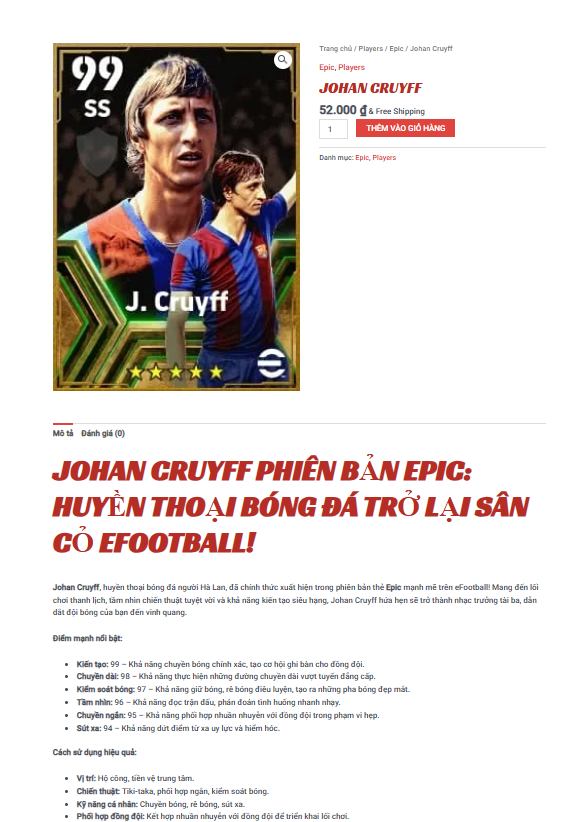 99
SS
J. Cruyff
Trang chủ / Players / Epic / Johan Cruyff
Epic, Players
JOHAN CRUYFF
52.000 ₫ & Free Shipping
1
THÊM VÀO GIỎ HÀNG
Danh mục: Epic, Players
Mô tả Đánh giá (0)
JOHAN CRUYFF PHIÊN BẢN EPIC:
HUYỀN THOẠI BÓNG ĐÁ TRỞ LẠI SÂN
CỎ EFOOTBALL!
Johan Cruyff, huyền thoại bóng đá người Hà Lan, đã chính thức xuất hiện trong phiên bản thẻ Epic mạnh mẽ trên eFootball! Mang đến lối
chơi thanh lịch, tầm nhìn chiến thuật tuyệt vời và khả năng kiến tạo siêu hạng, Johan Cruyff hứa hẹn sẽ trở thành nhạc trưởng tài ba, dẫn
dắt đội bóng của bạn đến vinh quang.
Điểm mạnh nổi bật:
Kiến tạo: 99 – Khả năng chuyền bóng chính xác, tạo cơ hội ghi bàn cho đồng đội.
Chuyền dài: 98 – Khả năng thực hiện những đường chuyền dài vượt tuyến đẳng cấp.
Kiểm soát bóng: 97 – Khả năng giữ bóng, rê bóng điêu luyện, tạo ra những pha bóng đẹp mắt.
Tầm nhìn: 96 – Khả năng đọc trận đấu, phán đoán tình huống nhanh nhạy.
Chuyền ngắn: 95 – Khả năng phối hợp nhuần nhuyễn với đồng đội trong phạm vi hẹp.
Sút xa: 94 – Khả năng dứt điểm từ xa uy lực và hiểm hóc.
Cách sử dụng hiệu quả:
Vị trí: Hộ công, tiền vệ trung tâm.
Chiến thuật: Tiki-taka, phối hợp ngắn, kiểm soát bóng.
Kỹ năng cá nhân: Chuyền bóng, rê bóng, sút xa.
Phối hợp đồng đội: Kết hợp nhuần nhuyễn với đồng đội để triển khai lối chơi.